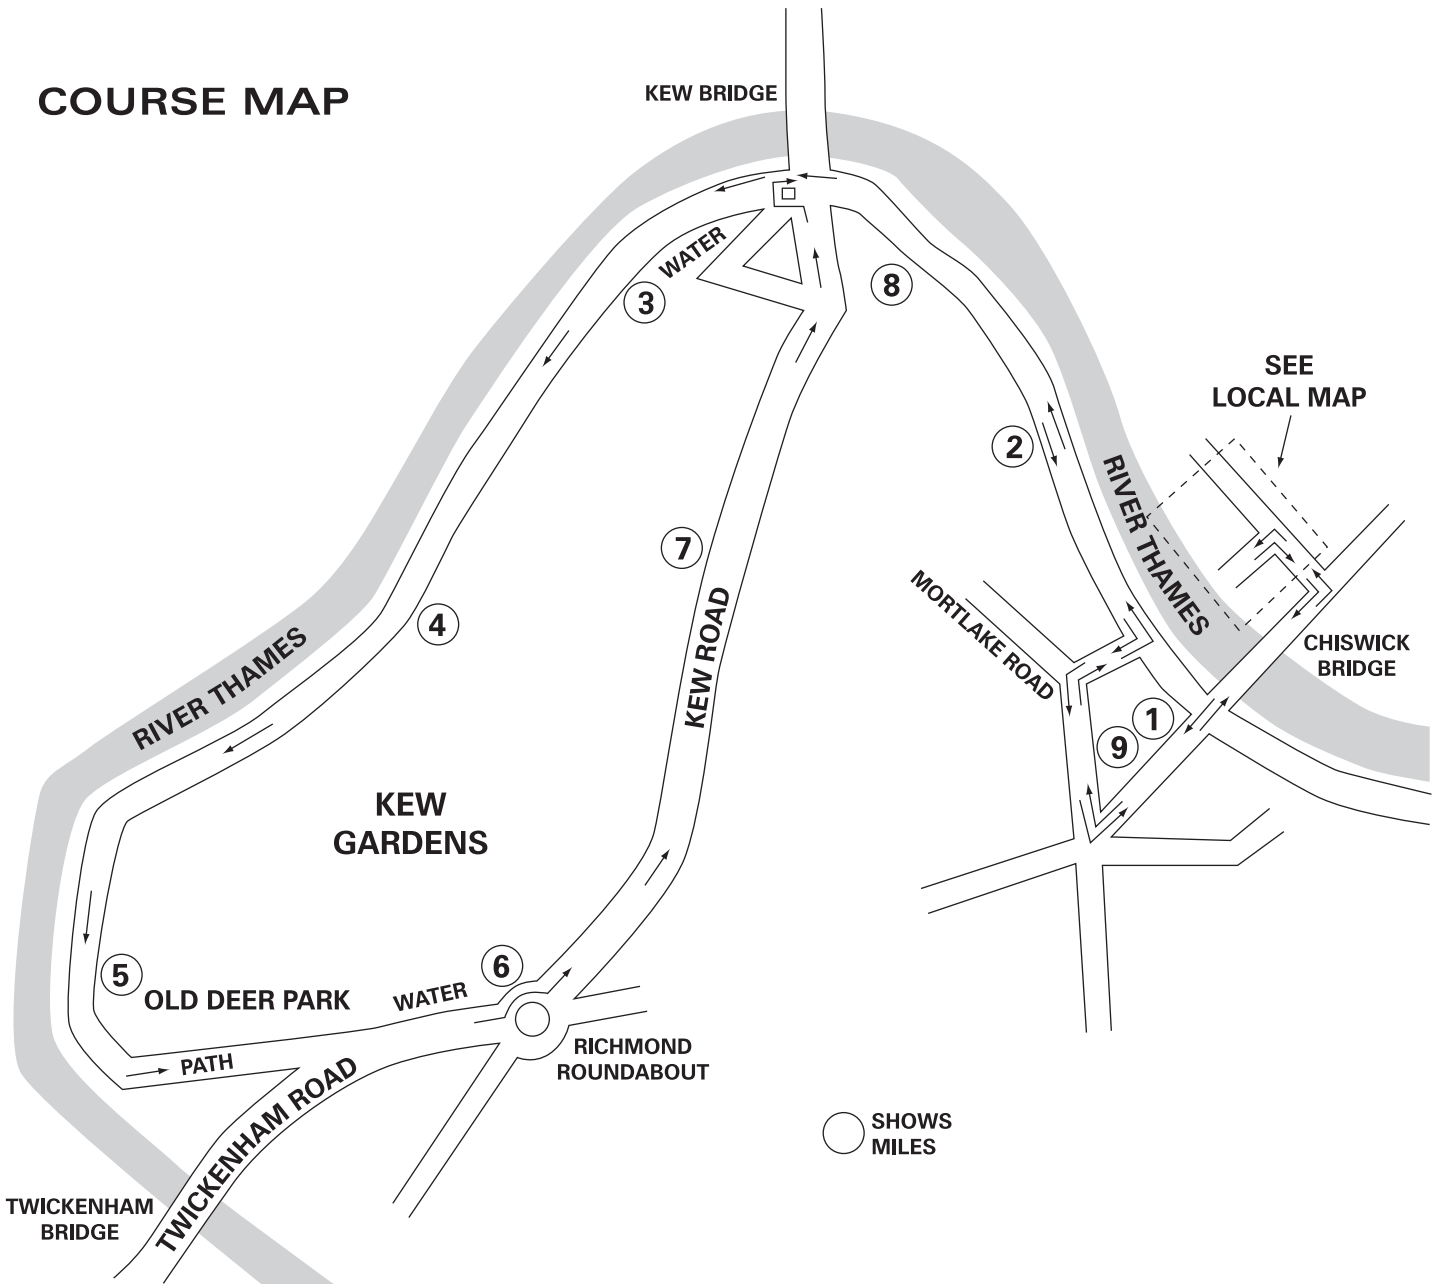 COURSE MAP
KEW BRIDGE
WATER
3
8
SEE
LOCAL MAP
2
RIVER THAMES
7
MORTLAKE ROAD
4
KEW ROAD
CHISWICK
BRIDGE
RIVER THAMES
1
9
KEW
GARDENS
6
5
OLD DEER PARK
WATER
RICHMOND
ROUNDABOUT
PATH
TWICKENHAM ROAD
SHOWS
MILES
TWICKENHAM
BRIDGE